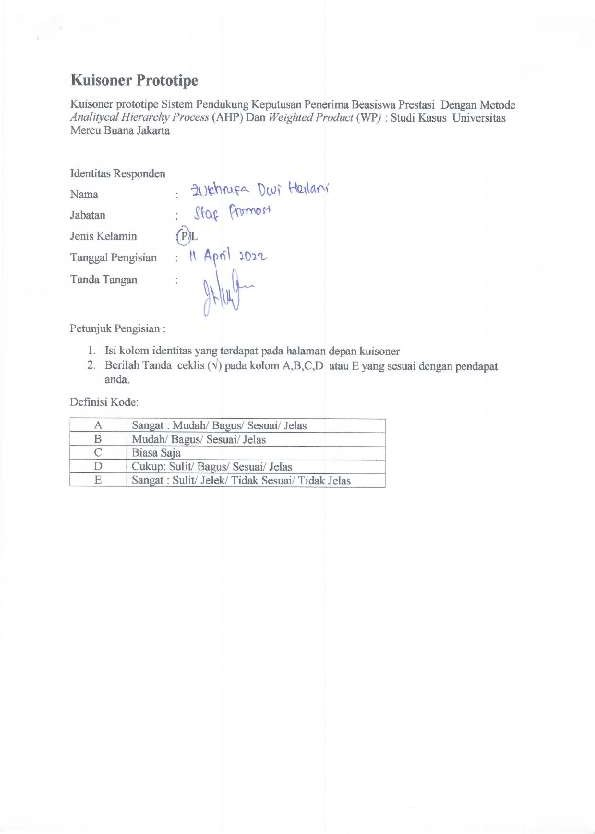 Kuisoner Prototipe
Kuisoner prototipe Sistem Pendukung Keputusan Penerima Beasiswa Prestasi Dengan Metode
Analitycal Hierarchy Process (AHP) Dan Weighted Product (WP) : Studi Kasus Universitas
Mercu Buana Jakarta
Identitas Responden
Nama : Dewi Herlani
Jabatan : Staf Promosi
Jenis Kelamin P/L
Tanggal Pengisian : 11 April 2022
Tanda Tangan :
Petunjuk Pengisian :
1. Isi kolom identitas yang terdapat pada halaman depan kuisoner
2. Berilah Tanda ceklis (√) pada kolom A,B,C,D atau E yang sesuai dengan pendapat
anda.
Definisi Kode:
A Sangat : Mudah/ Bagus/ Sesuai/ Jelas
B Mudah/ Bagus/ Sesuai/ Jelas
C Biasa Saja
D Cukup: Sulit/ Bagus/ Sesuai/ Jelas
E Sangat : Sulit/ Jelek/ Tidak Sesuai/ Tidak Jelas